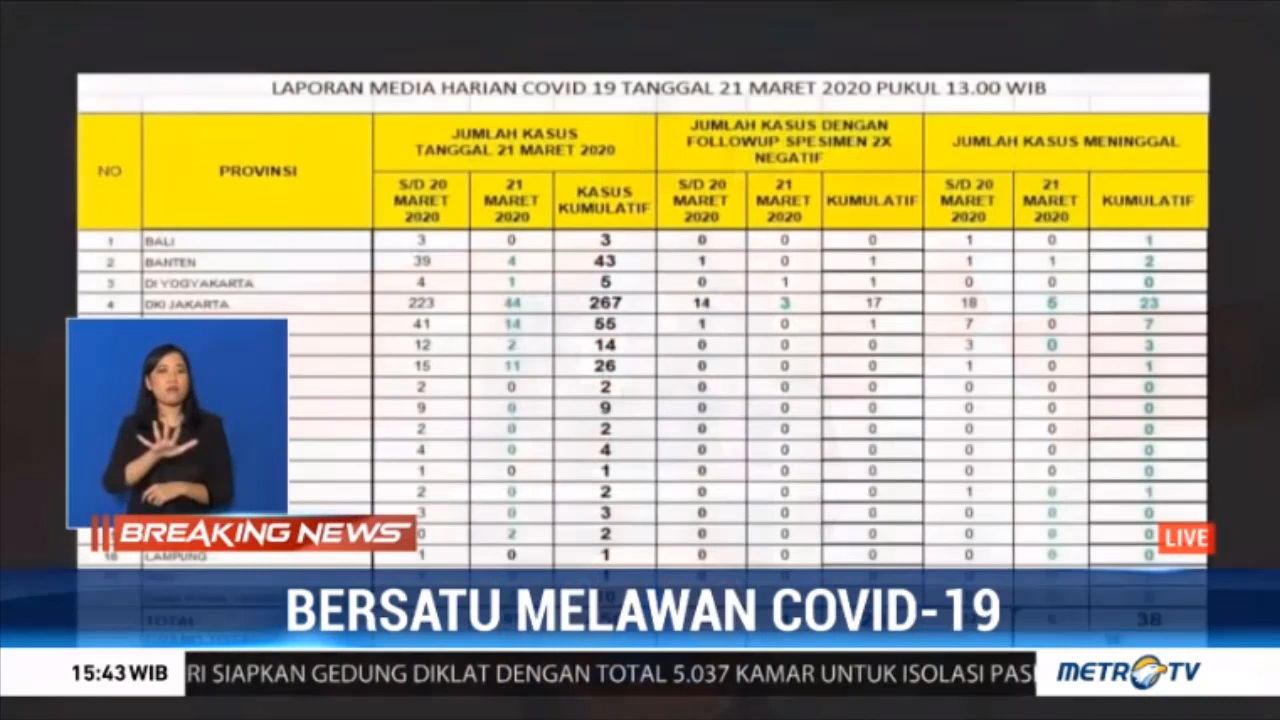 LAPORAN MEDIA HARIAN COVID 19 TANGGAL 21 MARET 2020 PUKUL 13.00 WIB
NO PROVINSI JUMLAH KASUS TANGGAL 21 MARET 2020 JUMLAH KASUS DENGAN FOLLOWUP SPESIMEN 2X NEGATIF JUMLAH KASUS MENINGGAL
S/D 20 MARET 2020 21 MARET 2020 KASUS KUMULATIF S/D 20 MARET 2020 21 MARET 2020 KUMULATIF S/D 20 MARET 2020 21 MARET 2020 KUMULATIF
1 BALI 3 0 3 0 0 0 1 0 1
2 BANTEN 39 4 43 1 0 1 1 1 2
3 DI YOGYAKARTA 4 1 5 0 1 1 0 0 0
4 DKI JAKARTA 223 44 267 14 3 17 18 5 23
41 14 55 1 0 1 7 0 7
12 2 14 0 0 0 3 0 3
15 11 26 0 0 0 1 0 1
2 0 2 0 0 0 0 0 0
9 0 9 0 0 0 0 0 0
2 0 2 0 0 0 0 0 0
4 0 4 0 0 0 0 0 0
1 0 1 0 0 0 0 0 0
2 0 2 0 0 0 1 0 1
3 0 3 0 0 0 0 0 0
0 2 2 0 0 0 0 0 0
LAMPUNG 1 0 1 0 0 0 0 0 0
TOTAL 38
BREAKING NEWS
LIVE
BERSATU MELAWAN COVID-19
15:43 WIB RI SIAPKAN GEDUNG DIKLAT DENGAN TOTAL 5.037 KAMAR UNTUK ISOLASI PASI METRO TV